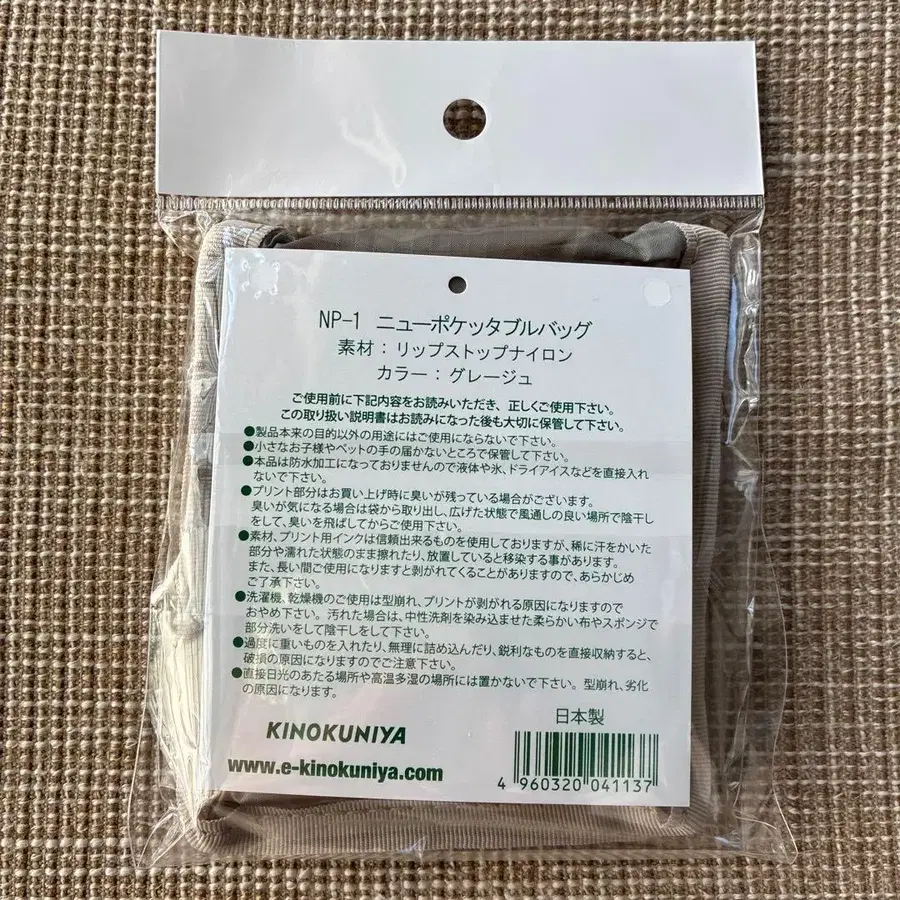 NP-1 ニューポケッタブルバッグ
素材：リップストップナイロン
カラー：グレージュ
ご使用前に下記内容をお読みいただき、正しくご使用下さい。
この取り扱い説明書はお読みになった後も大切に保管して下さい。
●製品本来の目的以外の用途にはご使用にならないで下さい。
●小さなお子様やペットの手の届かないところで保管して下さい。
●本品は防水加工になっておりませんので液体や氷、ドライアイスなどを直接入れ
ないで下さい。
●プリント部分はお買い上げ時に臭いが残っている場合がございます。
臭いが気になる場合は袋から取り出し、広げた状態で風通しの良い場所で陰干し
をして、臭いを飛ばしてからご使用下さい。
●素材、プリント用インクは信頼出来るものを使用しておりますが、稀に汗をかいた
部分や濡れた状態のまま擦れたり、放置していると移染する事があります。
また、長い間ご使用になりますと剥がれてくることがありますので、あらかじめ
ご了承下さい。
●洗濯機、乾燥機のご使用は型崩れ、プリントが剥がれる原因になりますので
おやめ下さい。汚れた場合は、中性洗剤を染み込ませた柔らかい布やスポンジで
部分洗いをして陰干しをして下さい。
●過度に重いものを入れたり、無理に詰め込んだり、鋭利なものを直接収納すると、
破損の原因になりますのでご注意下さい。
●直接日光のあたる場所や高温多湿の場所には置かないで下さい。型崩れ、劣化
の原因になります。
日本製
KINOKUNIYA
www.e-kinokuniya.com
4 960320 041137